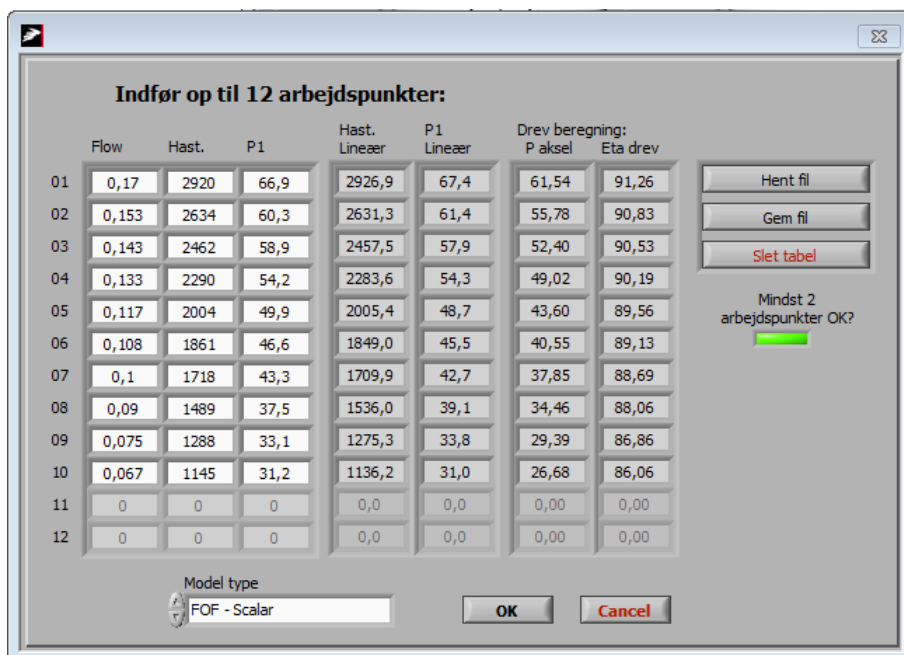 Indfør op til 12 arbejdspunkter:
Flow Hast. P1 Hast. Lineær P1 Lineær Drev beregning: P aksel Eta drev
01 0,17 2920 66,9 2926,9 67,4 61,54 91,26
02 0,153 2634 60,3 2631,3 61,4 55,78 90,83
03 0,143 2462 58,9 2457,5 57,9 52,40 90,53
04 0,133 2290 54,2 2283,6 54,3 49,02 90,19
05 0,117 2004 49,9 2005,4 48,7 43,60 89,56
06 0,108 1861 46,6 1849,0 45,5 40,55 89,13
07 0,1 1718 43,3 1709,9 42,7 37,85 88,69
08 0,09 1489 37,5 1536,0 39,1 34,46 88,06
09 0,075 1288 33,1 1275,3 33,8 29,39 86,86
10 0,067 1145 31,2 1136,2 31,0 26,68 86,06
11 0 0 0 0,0 0,0 0,00 0,00
12 0 0 0 0,0 0,0 0,00 0,00
Hent fil
Gem fil
Slet tabel
Mindst 2
arbejdspunkter OK?
Model type
FOF - Scalar
OK
Cancel